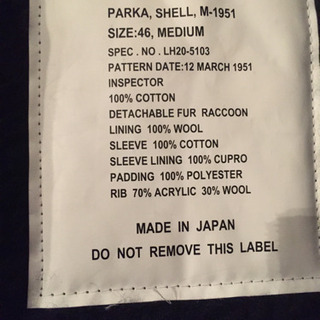 PARKA, SHELL, M-1951
SIZE:46, MEDIUM
SPEC . NO . LH20-5103
PATTERN DATE:12 MARCH 1951
INSPECTOR
100% COTTON
DETACHABLE FUR RACCOON
LINING 100% WOOL
SLEEVE 100% COTTON
SLEEVE LINING 100% CUPRO
PADDING 100% POLYESTER
RIB 70% ACRYLIC 30% WOOL
MADE IN JAPAN
DO NOT REMOVE THIS LABEL